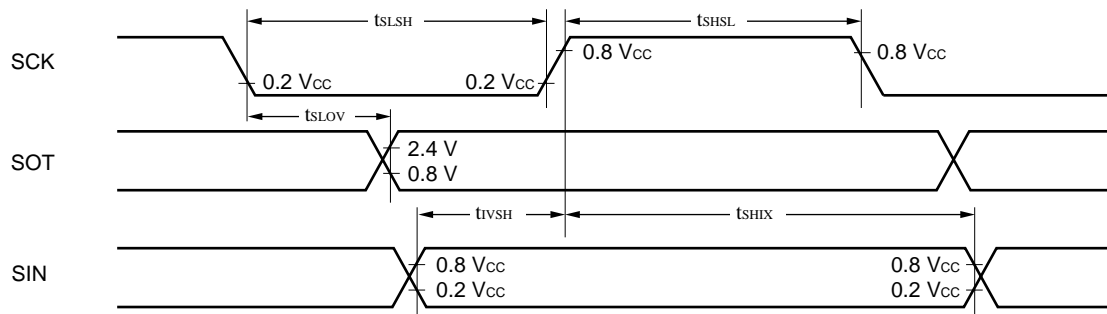 tSLSH tSHSL
SCK 0.2 VCC 0.2 VCC 0.8 VCC 0.8 VCC
tSLOV
SOT 2.4 V
0.8 V
tIVSH tSHIX
SIN 0.8 VCC 0.8 VCC
0.2 VCC 0.2 VCC